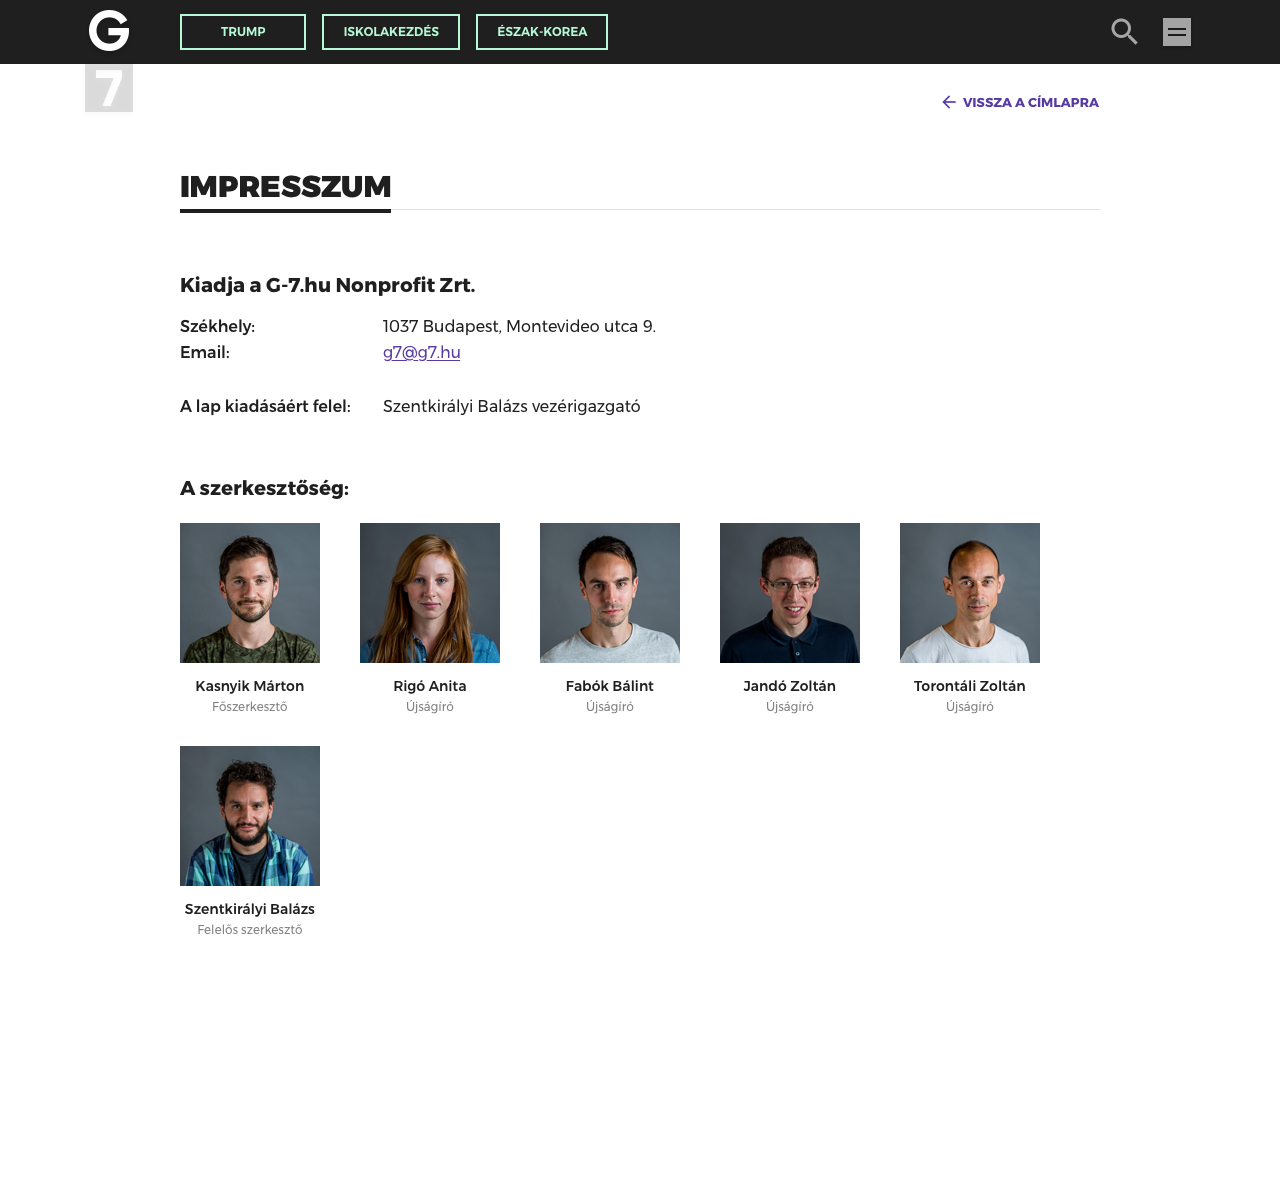 G
TRUMP
ISKOLAKEZDÉS
ÉSZAK-KOREA
7
VISSZA A CÍMLAPRA
IMPRESSZUM
Kiadja a G-7.hu Nonprofit Zrt.
Székhely: 1037 Budapest, Montevideo utca 9.
Email: g7@g7.hu
A lap kiadásáért felel: Szentkirályi Balázs vezérigazgató
A szerkesztőség:
Kasnyik Márton
Főszerkesztő
Rigó Anita
Újságíró
Fabók Bálint
Újságíró
Jandó Zoltán
Újságíró
Torontáli Zoltán
Újságíró
Szentkirályi Balázs
Felelős szerkesztő